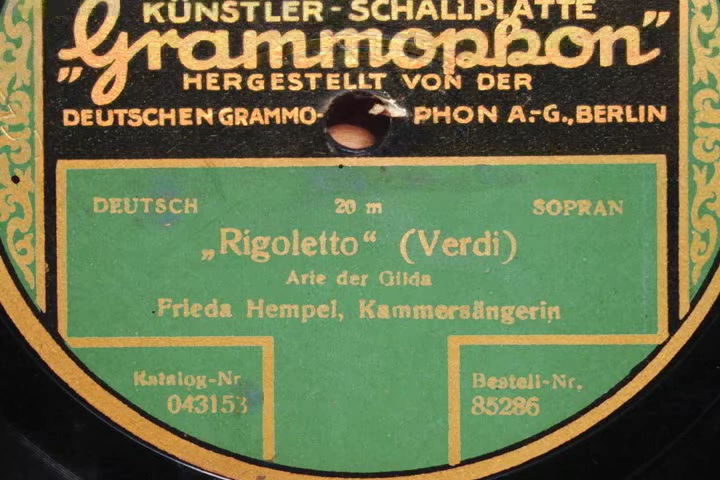 KÜNSTLER-SCHALLPLATTE
„Grammophon”
HERGESTELLT VON DER
DEUTSCHEN GRAMMO-PHON A.-G., BERLIN
DEUTSCH 20 m SOPRAN
„Rigoletto“ (Verdi)
Arie der Gilda
Frieda Hempel, Kammersängerin
Katalog-Nr. Bestell-Nr.
043153 85286